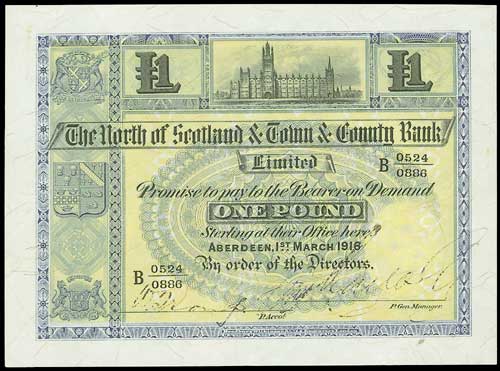 £1
£1
The North of Scotland & Town & County Bank
Limited
B 0524/0886
Promise to pay to the Bearer on Demand
ONE POUND
Sterling at their Office here
ABERDEEN, 1ST MARCH 1916
By order of the Directors.
B 0524/0886
P. Acct.
P. Gen. Manager.